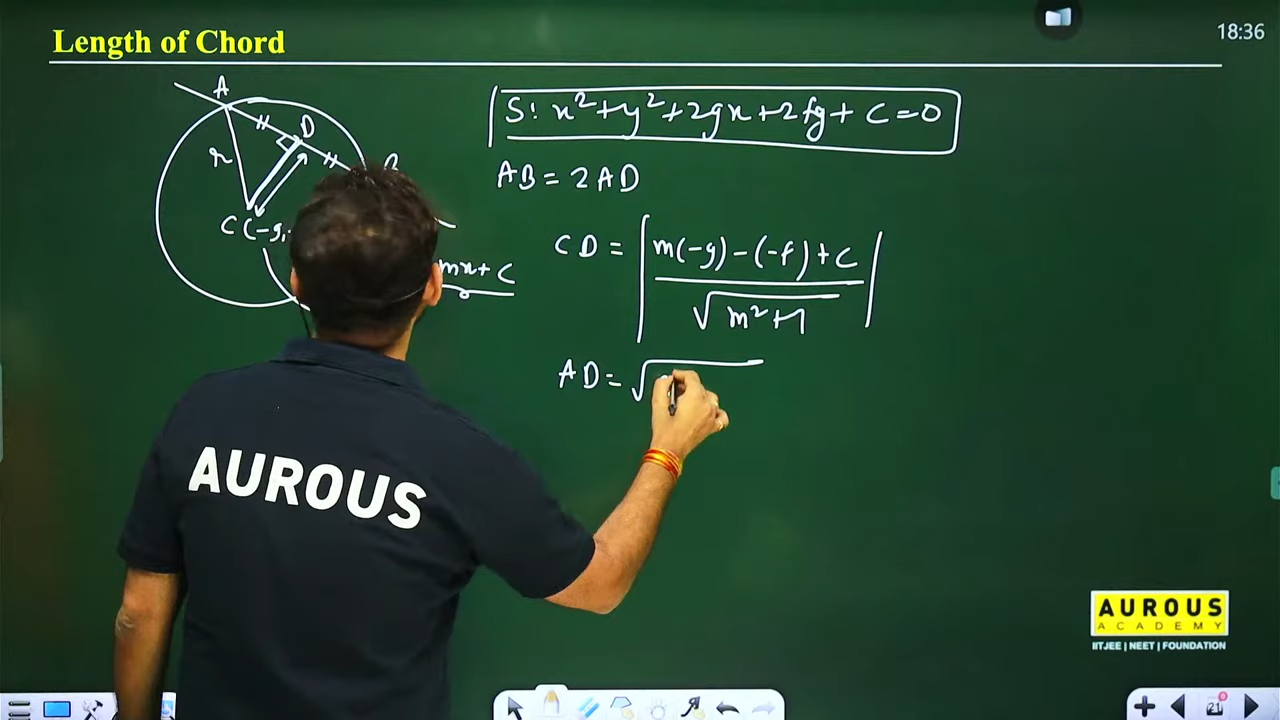 18:36
Length of Chord
A
D
B
r
C (-g,
mx + C
S: x² + y² + 2gx + 2fy + C = 0
AB = 2AD
CD = | m(-g) - (-f) + C / √m² + 1 |
AD = √
AUROUS
AUROUS
ACADEMY
IITJEE | NEET | FOUNDATION
21